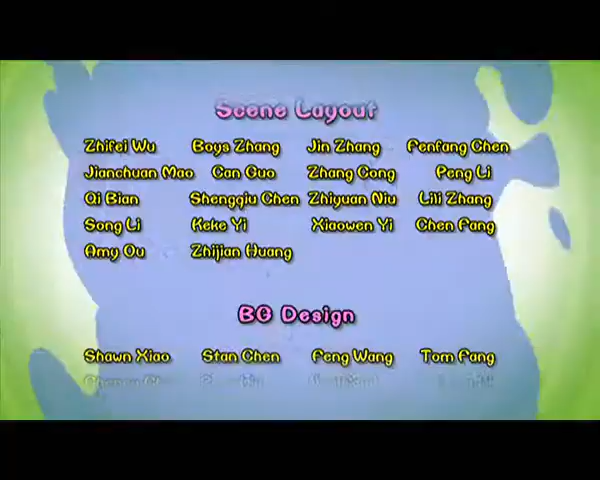 Scene Layout
Zhifei Wu Boys Zhang Jin Zhang Fenfang Chen
Jianchuan Mao Can Guo Zhang Cong Peng Li
Qi Bian Shengqiu Chen Zhiyuan Niu Lili Zhang
Song Li Keke Yi Xiaowen Yi Chen Fang
Amy Ou Zhijian Huang
BG Design
Shawn Xiao Stan Chen Feng Wang Tom Fang